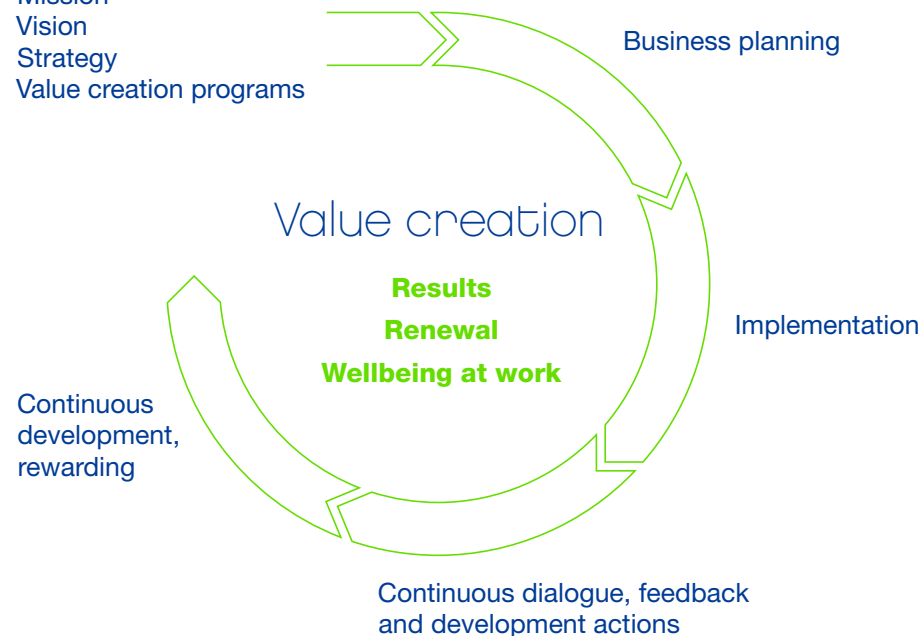 Mission
Vision
Strategy
Value creation programs
Business planning
Value creation
Results
Renewal
Wellbeing at work
Implementation
Continuous
development,
rewarding
Continuous dialogue, feedback
and development actions